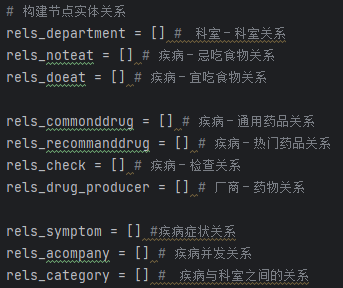 # 构建节点实体关系
rels_department = [] #  科室－科室关系
rels_noteat = [] # 疾病－忌吃食物关系
rels_doeat = [] # 疾病－宜吃食物关系
rels_commonddrug = [] # 疾病－通用药品关系
rels_recommanddrug = [] # 疾病－热门药品关系
rels_check = [] # 疾病－检查关系
rels_drug_producer = [] # 厂商－药物关系
rels_symptom = [] #疾病症状关系
rels_acompany = [] # 疾病并发关系
rels_category = [] #  疾病与科室之间的关系